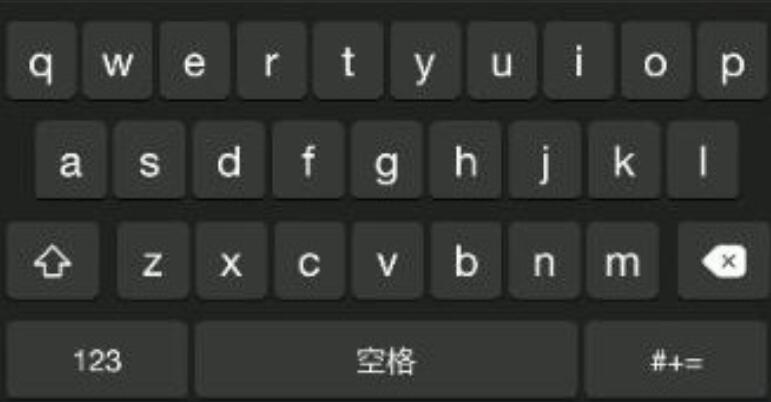 q w e r t y u i o p
a s d f g h j k l
z x c v b n m
123 空格 #+=